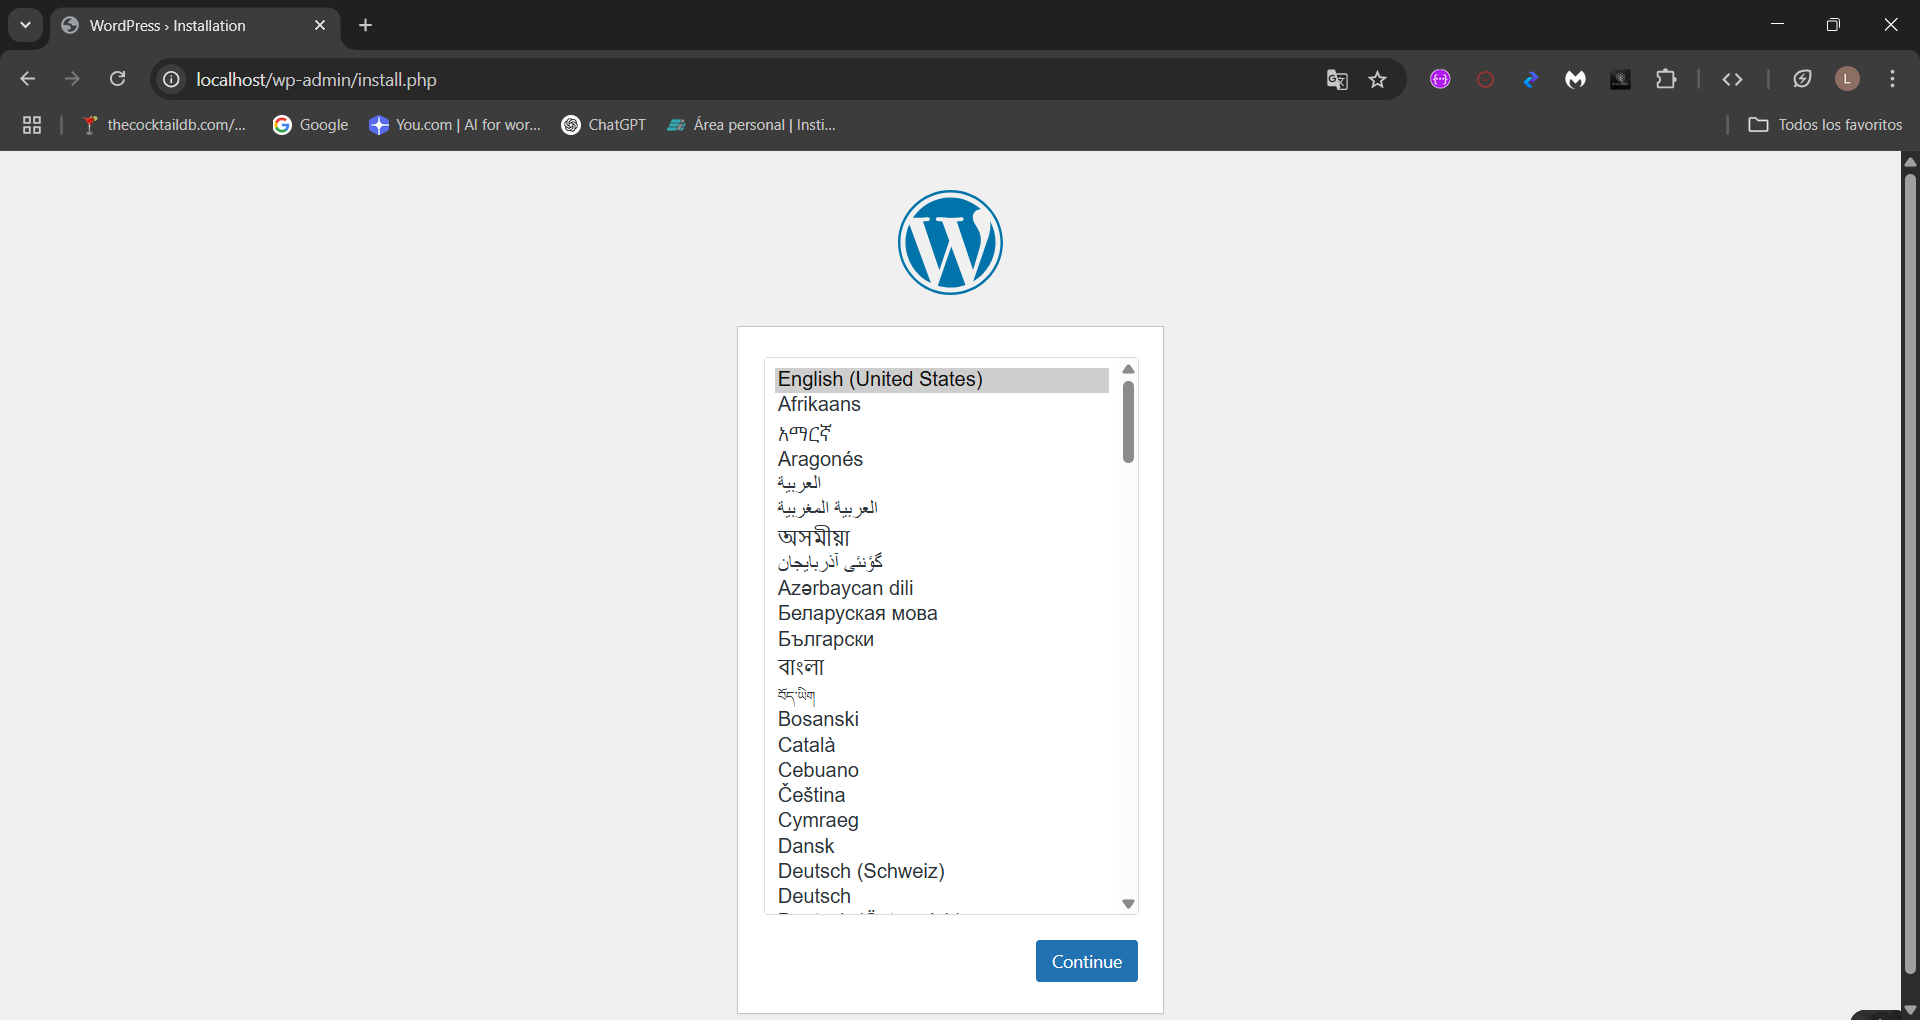 WordPress › Installation
localhost/wp-admin/install.php
L
thecocktaildb.com/...
Google
You.com | AI for wor...
ChatGPT
Área personal | Insti...
Todos los favoritos
English (United States)
Afrikaans
አማርኛ
Aragonés
العربية
العربية المغربية
অসমীয়া
گؤنئی آذربایجان
Azərbaycan dili
Беларуская мова
Български
বাংলা
བོད་ཡིག
Bosanski
Català
Cebuano
Čeština
Cymraeg
Dansk
Deutsch (Schweiz)
Deutsch
Continue